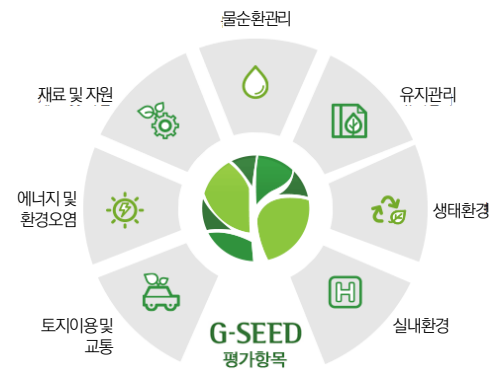 물순환관리
재료 및 자원
유지관리
에너지 및
환경오염
생태환경
토지이용 및
교통
실내환경
G-SEED
평가항목